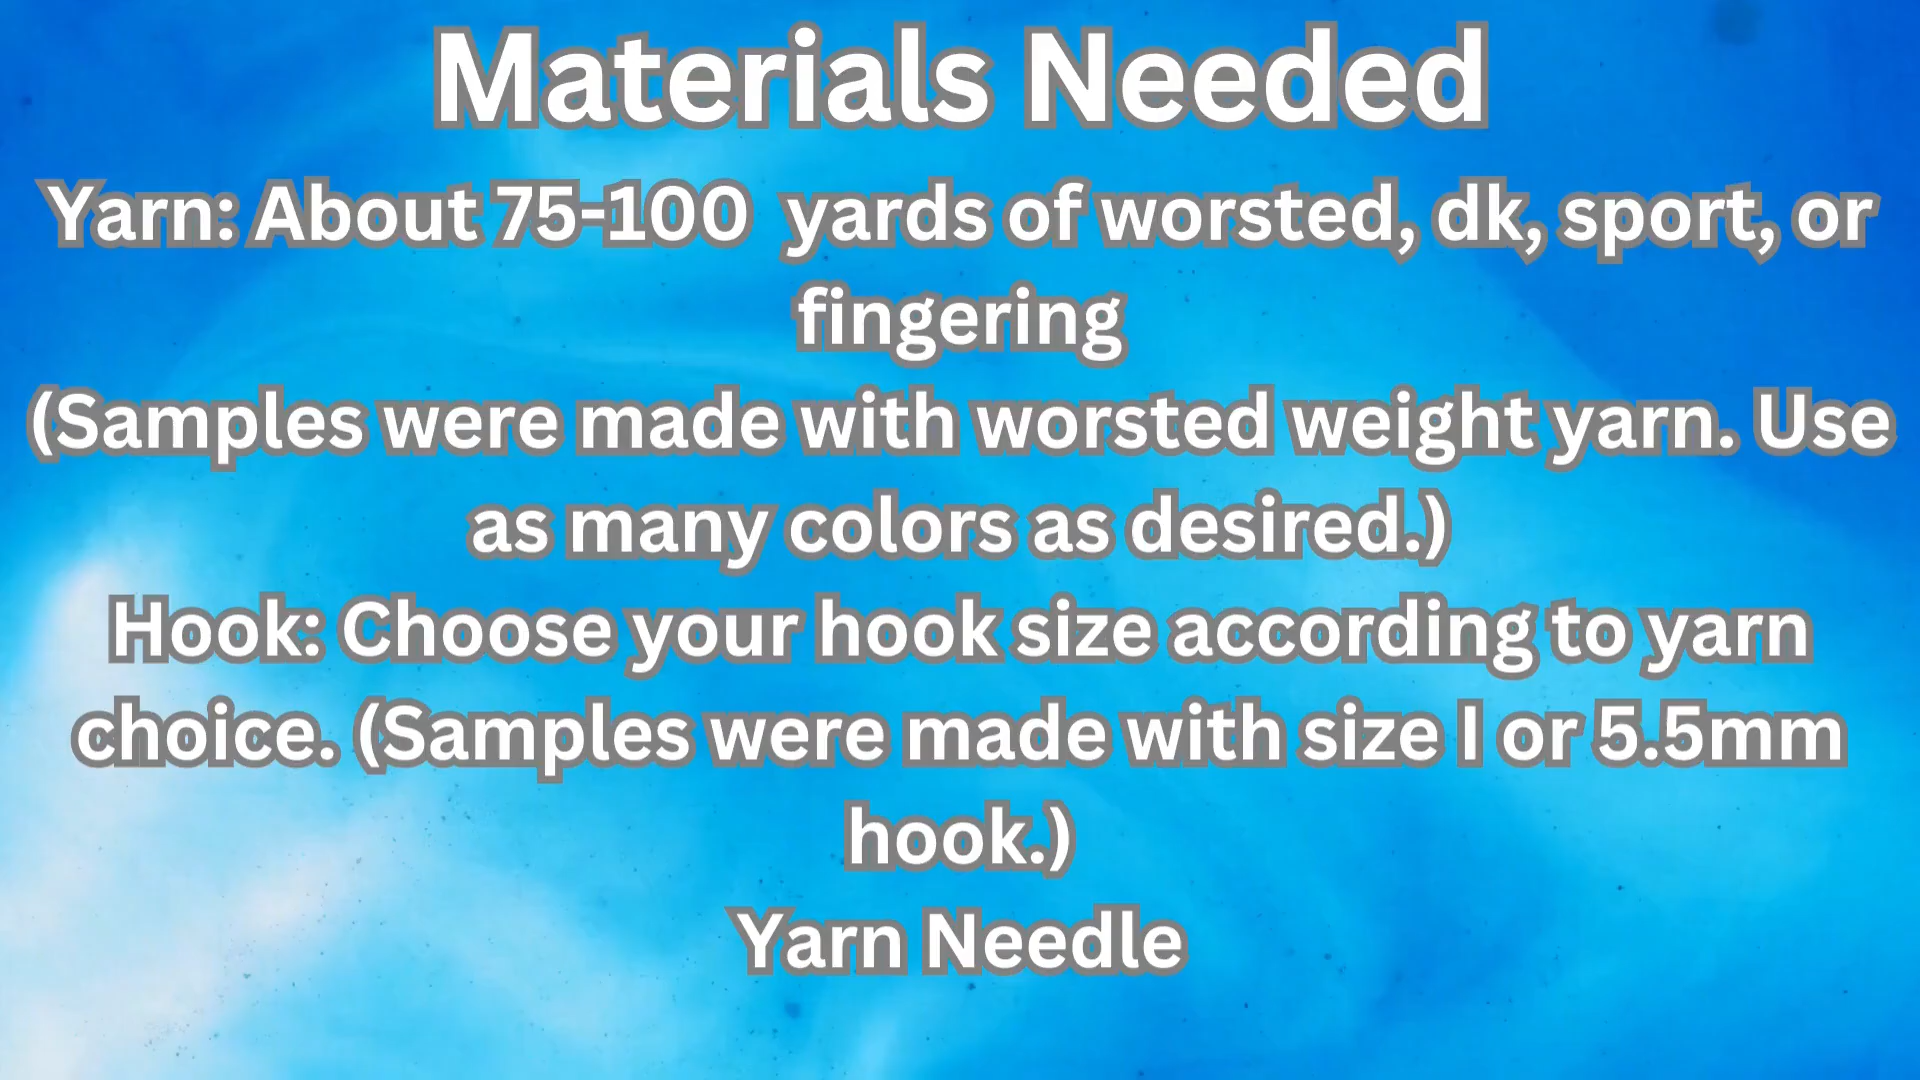 Materials Needed
Yarn: About 75-100  yards of worsted, dk, sport, or
fingering
(Samples were made with worsted weight yarn. Use
as many colors as desired.)
Hook: Choose your hook size according to yarn
choice. (Samples were made with size I or 5.5mm
hook.)
Yarn Needle